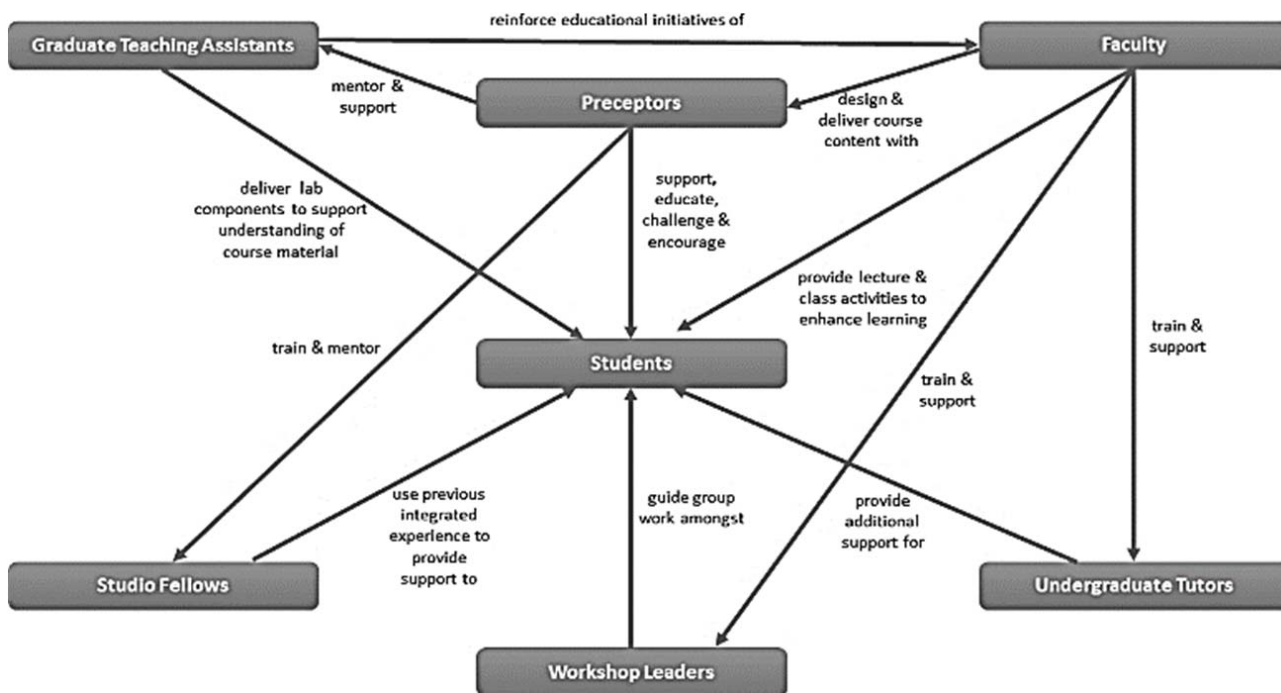 reinforce educational initiatives of
Graduate Teaching Assistants
Faculty
mentor &
support
Preceptors
design &
deliver course
content with
deliver lab
components to support
understanding of
course material
support,
educate,
challenge &
encourage
provide lecture &
class activities to
enhance learning
train & mentor
train &
support
Students
train &
support
use previous
integrated
experience to
provide
support to
guide group
work amongst
provide
additional
support for
Studio Fellows
Undergraduate Tutors
Workshop Leaders